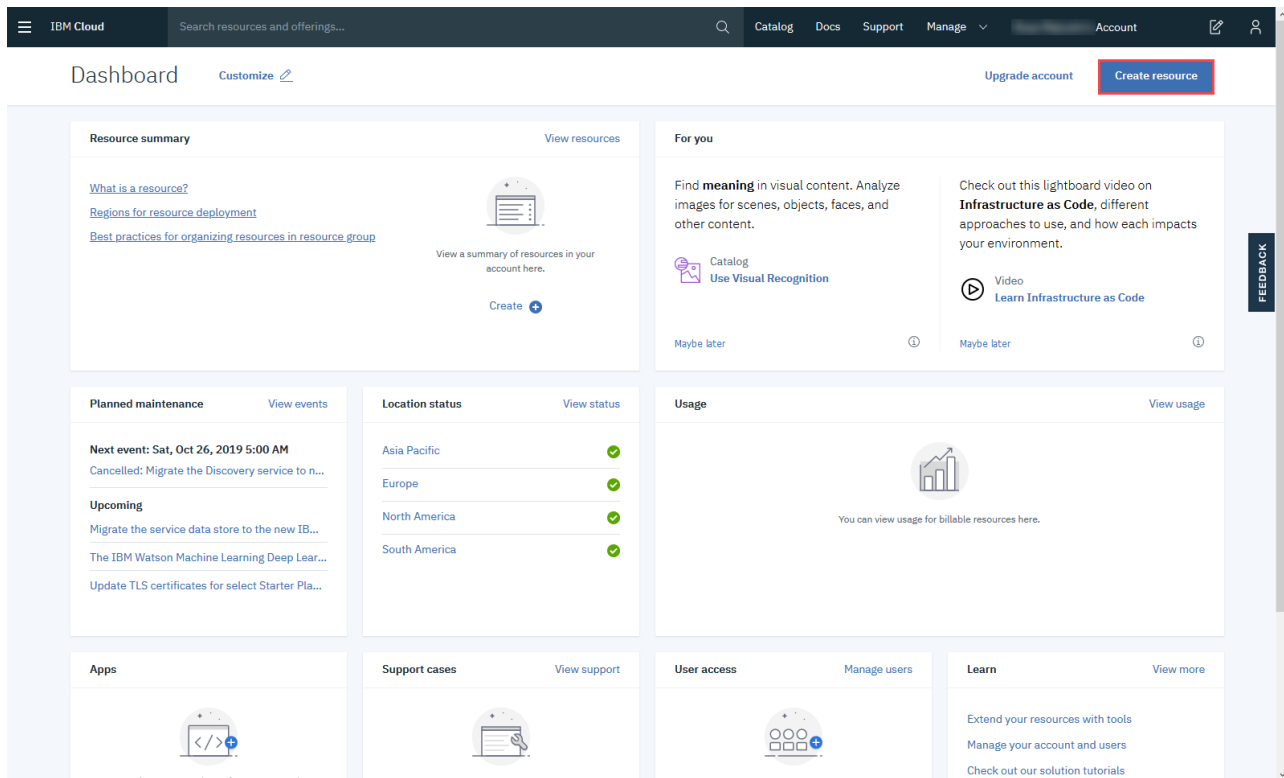 IBM Cloud
Search resources and offerings...
Catalog
Docs
Support
Manage
Account
Dashboard
Customize
Upgrade account
Create resource
Resource summary
View resources
What is a resource?
Regions for resource deployment
Best practices for organizing resources in resource group
View a summary of resources in your
account here.
Create
For you
Find meaning in visual content. Analyze
images for scenes, objects, faces, and
other content.
Catalog
Use Visual Recognition
Maybe later
Check out this lightboard video on
Infrastructure as Code, different
approaches to use, and how each impacts
your environment.
Video
Learn Infrastructure as Code
Maybe later
FEEDBACK
Planned maintenance
View events
Next event: Sat, Oct 26, 2019 5:00 AM
Cancelled: Migrate the Discovery service to n...
Upcoming
Migrate the service data store to the new IB...
The IBM Watson Machine Learning Deep Lear...
Update TLS certificates for select Starter Pla...
Location status
View status
Asia Pacific
Europe
North America
South America
Usage
View usage
You can view usage for billable resources here.
Apps
Support cases
View support
User access
Manage users
Learn
View more
Extend your resources with tools
Manage your account and users
Check out our solution tutorials